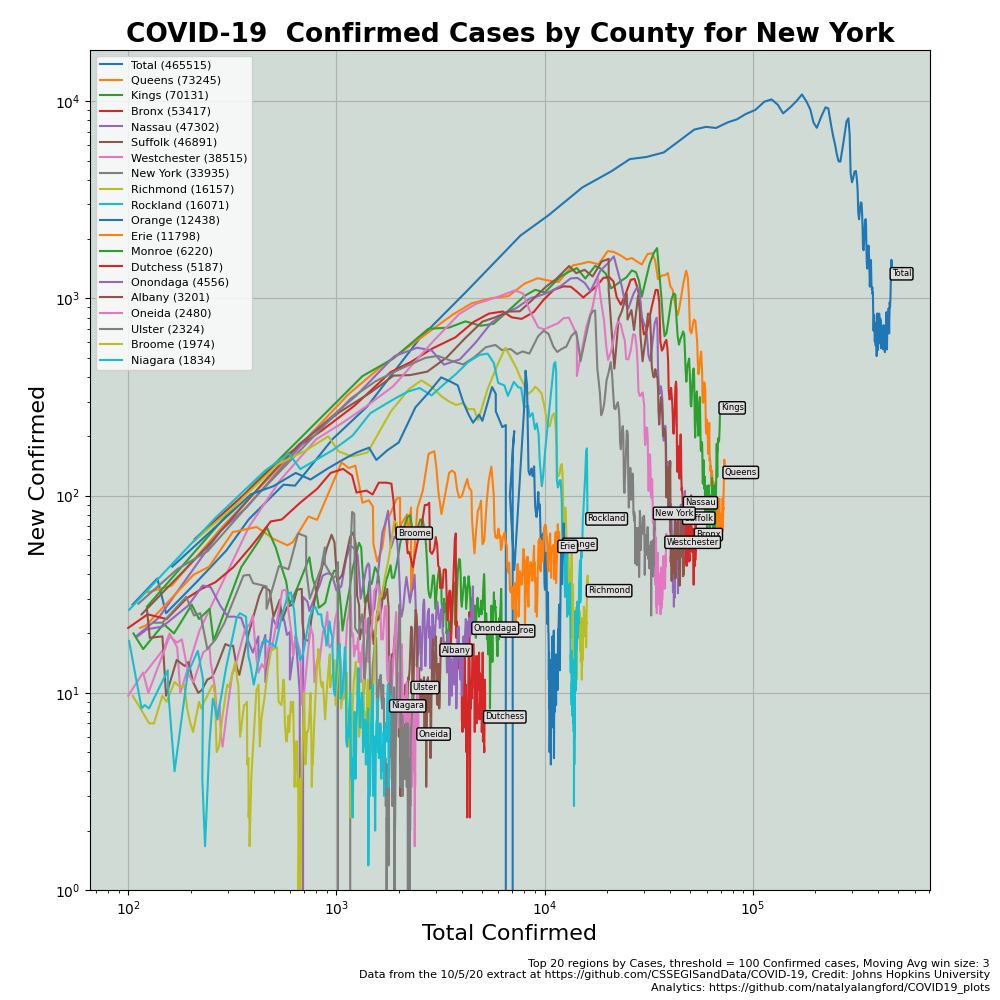 COVID-19  Confirmed Cases by County for New York
Total (465515)
Queens (73245)
Kings (70131)
Bronx (53417)
Nassau (47302)
Suffolk (46891)
Westchester (38515)
New York (33935)
Richmond (16157)
Rockland (16071)
Orange (12438)
Erie (11798)
Monroe (6220)
Dutchess (5187)
Onondaga (4556)
Albany (3201)
Oneida (2480)
Ulster (2324)
Broome (1974)
Niagara (1834)
10⁴
10³
10²
10¹
10⁰
New Confirmed
Total
Kings
Queens
Nassau
New York
Bronx
Westchester
Rockland
Broome
Erie
Richmond
Onondaga
Albany
Ulster
Niagara
Dutchess
Oneida
10²
10³
10⁴
10⁵
Total Confirmed
Top 20 regions by Cases, threshold = 100 Confirmed cases, Moving Avg win size: 3
Data from the 10/5/20 extract at https://github.com/CSSEGISandData/COVID-19, Credit: Johns Hopkins University
Analytics: https://github.com/natalyalangford/COVID19_plots